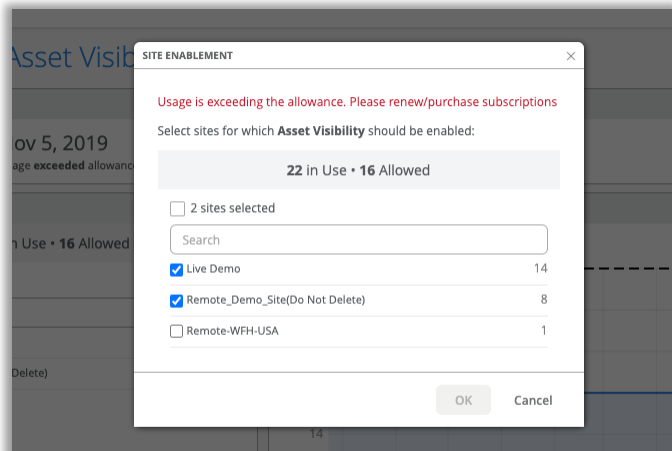 Asset Visib
SITE ENABLEMENT
Usage is exceeding the allowance. Please renew/purchase subscriptions
Select sites for which Asset Visibility should be enabled:
ov 5, 2019
age exceeded allowanc
22 in Use • 16 Allowed
2 sites selected
Search
n Use • 16 Allowed
Live Demo 14
Remote_Demo_Site(Do Not Delete) 8
Remote-WFH-USA 1
Delete)
OK Cancel
14